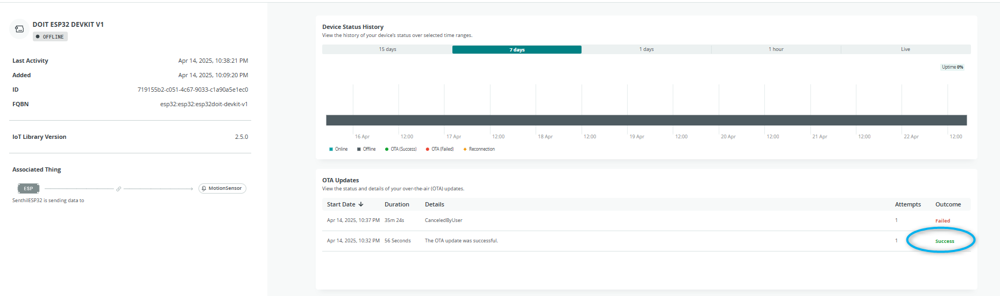 DOIT ESP32 DEVKIT V1
OFFLINE
Last Activity Apr 14, 2025, 10:38:21 PM
Added Apr 14, 2025, 10:09:20 PM
ID 719155b2-c051-4c67-9033-c1a90a5e1ec0
FQBN esp32:esp32:esp32doit-devkit-v1
IoT Library Version 2.5.0
Associated Thing
ESP MotionSensor
SenthilESP32 is sending data to
Device Status History
View the history of your device's status over selected time ranges.
15 days 7 days 1 days 1 hour Live
Uptime 0%
16 Apr 12:00 17 Apr 12:00 18 Apr 12:00 19 Apr 12:00 20 Apr 12:00 21 Apr 12:00 22 Apr 12:00
Online Offline OTA (Success) OTA (Failed) Reconnection
OTA Updates
View the status and details of your over-the-air (OTA) updates.
Start Date Duration Details Attempts Outcome
Apr 14, 2025, 10:37 PM 35m 24s CanceledByUser 1 Failed
Apr 14, 2025, 10:32 PM 56 Seconds The OTA update was successful. 1 Success